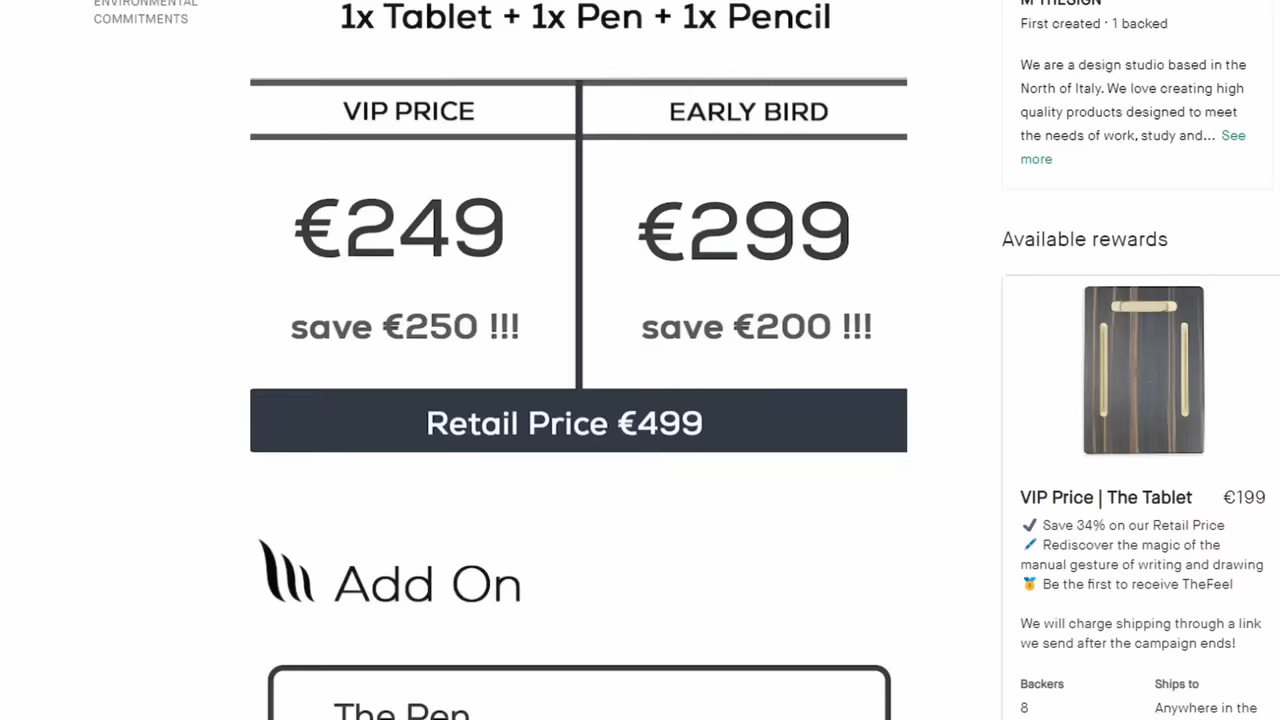 ENVIRONMENTAL
COMMITMENTS
1x Tablet + 1x Pen + 1x Pencil
VIP PRICE
EARLY BIRD
€249
€299
save €250 !!!
save €200 !!!
Retail Price €499
Add On
The Pen
M THESIGN
First created · 1 backed
We are a design studio based in the
North of Italy. We love creating high
quality products designed to meet
the needs of work, study and... See
more
Available rewards
VIP Price | The Tablet €199
✔ Save 34% on our Retail Price
🖊 Rediscover the magic of the
manual gesture of writing and drawing
🥇 Be the first to receive TheFeel
We will charge shipping through a link
we send after the campaign ends!
Backers
Ships to
8
Anywhere in the